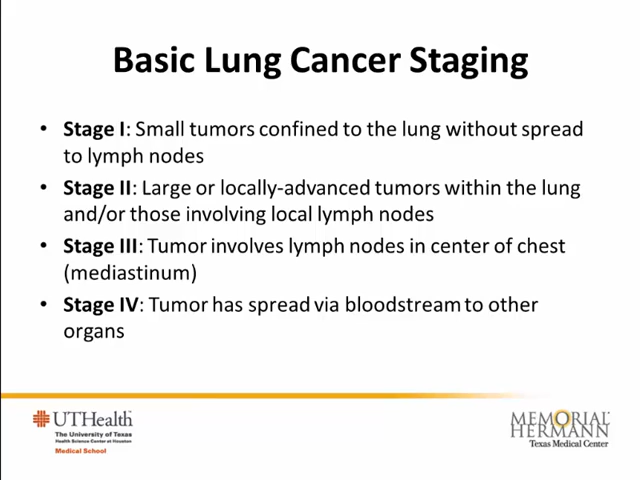 Basic Lung Cancer Staging
• Stage I: Small tumors confined to the lung without spread
to lymph nodes
• Stage II: Large or locally-advanced tumors within the lung
and/or those involving local lymph nodes
• Stage III: Tumor involves lymph nodes in center of chest
(mediastinum)
• Stage IV: Tumor has spread via bloodstream to other
organs
UTHealth
The University of Texas
Health Science Center at Houston
Medical School
MEMORIAL
HERMANN
Texas Medical Center